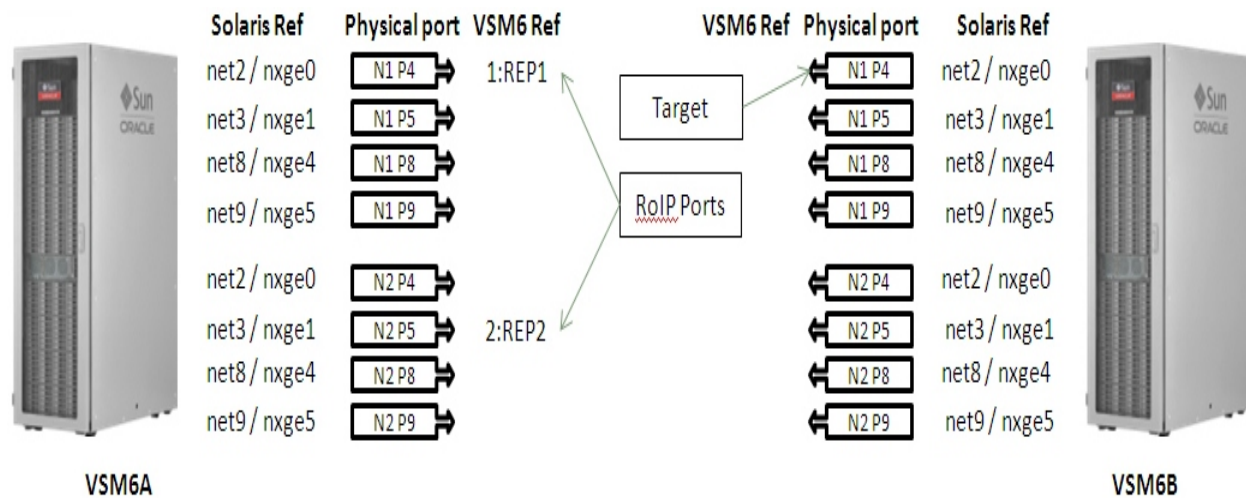 Solaris Ref Physical port VSM6 Ref VSM6 Ref Physical port Solaris Ref
net2 / nxge0 N1 P4 1:REP1 N1 P4 net2 / nxge0
Target
net3 / nxge1 N1 P5 N1 P5 net3 / nxge1
net8 / nxge4 N1 P8 N1 P8 net8 / nxge4
net9 / nxge5 N1 P9 RoIP Ports N1 P9 net9 / nxge5
net2 / nxge0 N2 P4 N2 P4 net2 / nxge0
net3 / nxge1 N2 P5 2:REP2 N2 P5 net3 / nxge1
net8 / nxge4 N2 P8 N2 P8 net8 / nxge4
net9 / nxge5 N2 P9 N2 P9 net9 / nxge5
Sun
ORACLE
Sun
ORACLE
VSM6A VSM6B